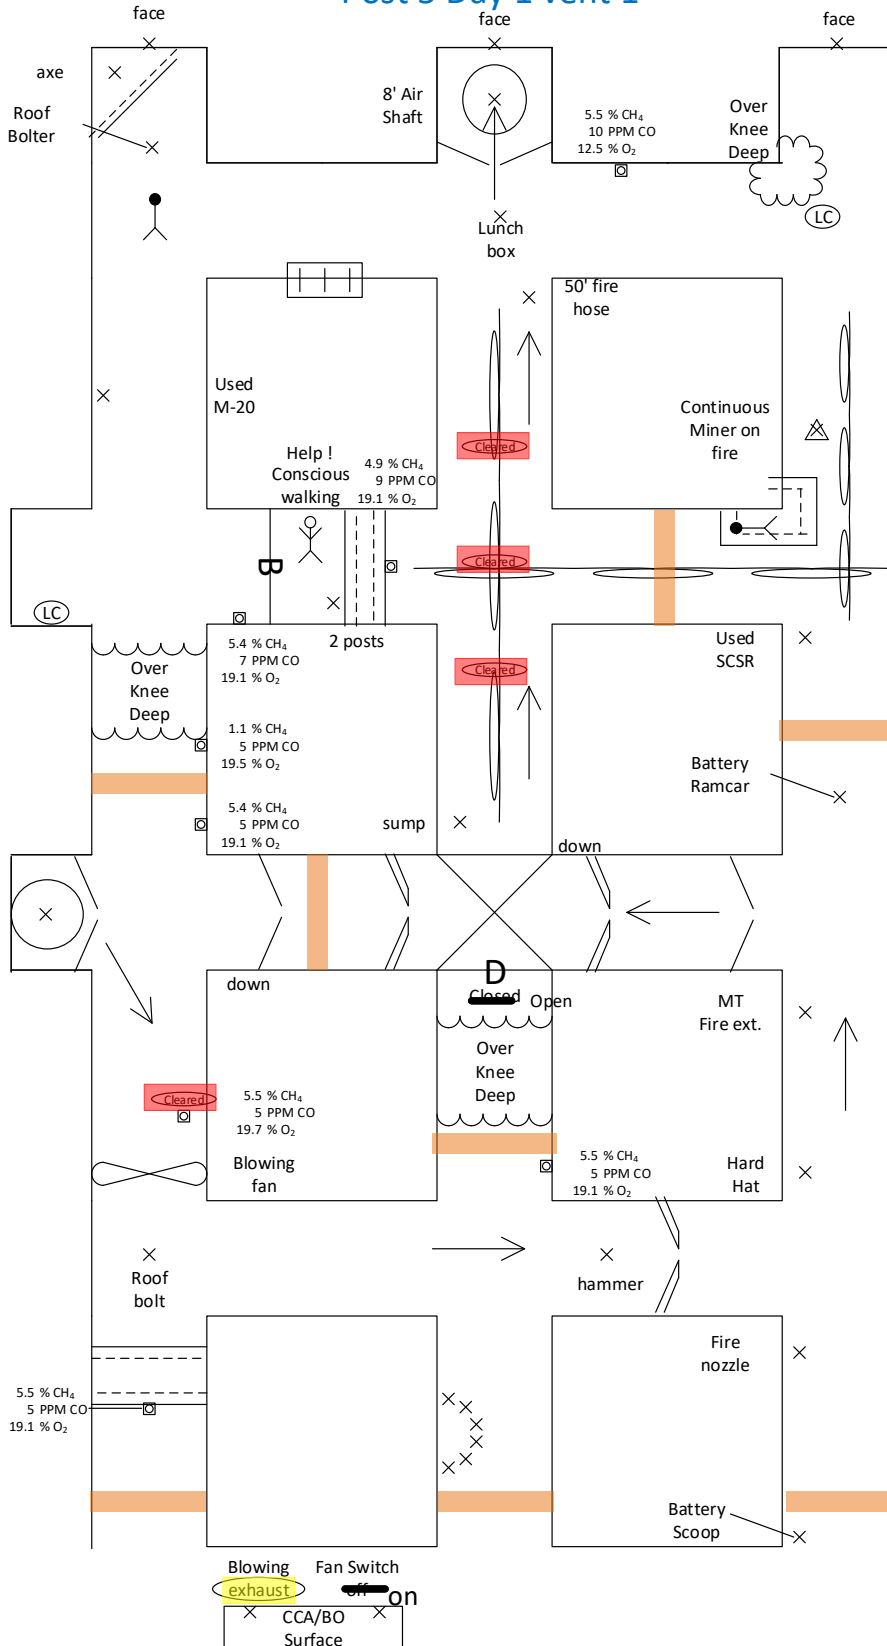 Post 5 Day 1 Vent 1
face
face
face
axe
Roof
Bolter
8' Air
Shaft
5.5 % CH₄
10 PPM CO
12.5 % O₂
Over
Knee
Deep
LC
Lunch
box
50' fire
hose
Used
M-20
Continuous
Miner on
fire
Help !
Conscious
walking
4.9 % CH₄
9 PPM CO
19.1 % O₂
Cleared
B
Cleared
LC
2 posts
5.4 % CH₄
7 PPM CO
19.1 % O₂
Over
Knee
Deep
Used
SCSR
Cleared
1.1 % CH₄
5 PPM CO
19.5 % O₂
Battery
Ramcar
5.4 % CH₄
5 PPM CO
19.1 % O₂
sump
down
down
D
Closed
Open
MT
Fire ext.
Over
Knee
Deep
Cleared
5.5 % CH₄
5 PPM CO
19.7 % O₂
Blowing
fan
5.5 % CH₄
5 PPM CO
19.1 % O₂
Hard
Hat
Roof
bolt
hammer
Fire
nozzle
5.5 % CH₄
5 PPM CO
19.1 % O₂
Battery
Scoop
Blowing
exhaust
Fan Switch
off on
CCA/BO
Surface